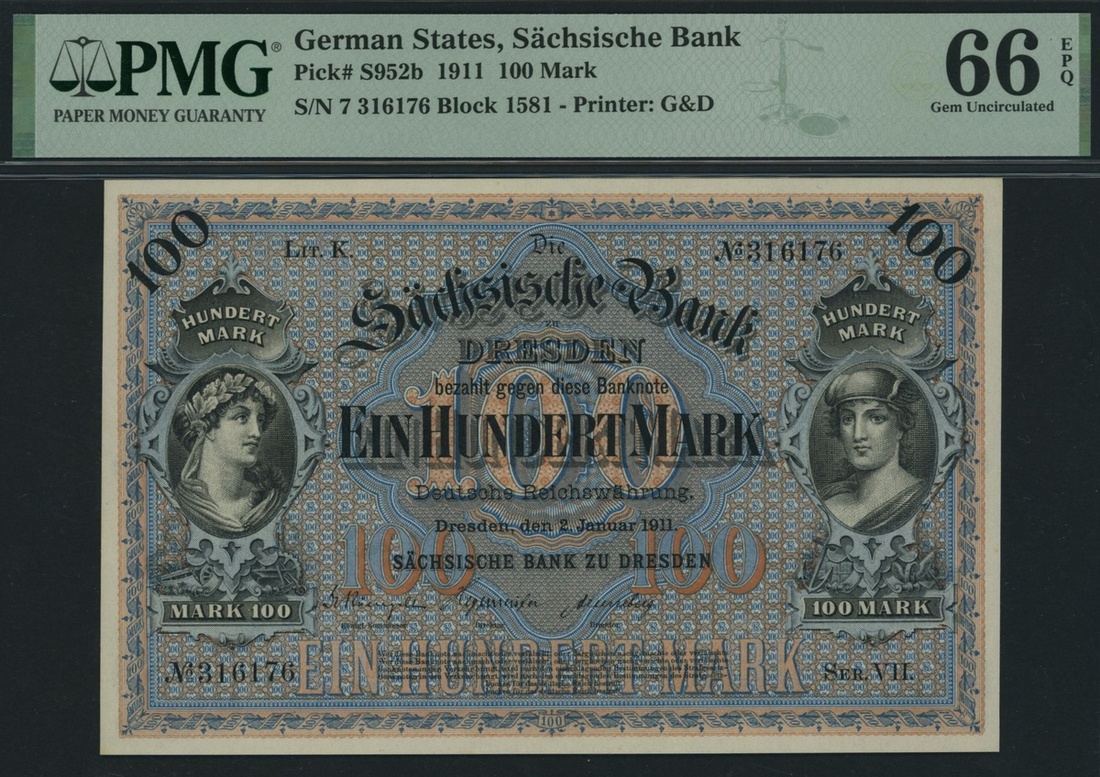 PMG®
PAPER MONEY GUARANTY
German States, Sächsische Bank
Pick# S952b 1911 100 Mark
S/N 7 316176 Block 1581 - Printer: G&D
66
EPQ
Gem Uncirculated
100
100
LIT. K.
Die
№316176
Sächsische Bank
HUNDERT
MARK
HUNDERT
MARK
zu
DRESDEN
bezahlt gegen diese Banknote
100
EIN HUNDERT MARK
Deutsche Reichswährung.
Dresden, den 2. Januar 1911.
100
100
SÄCHSISCHE BANK ZU DRESDEN
MARK 100
100 MARK
Director
Director
№316176
EIN HUNDERT MARK
SER. VII.
100